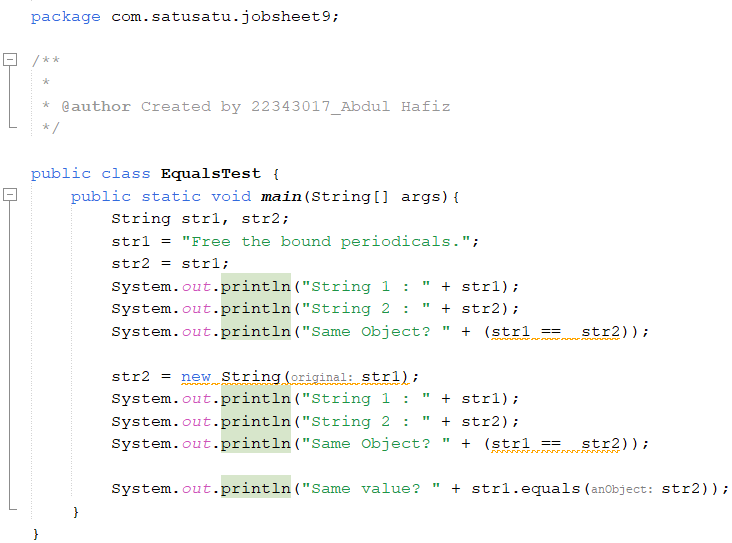 package com.satusatu.jobsheet9;
/**
 *
 * @author Created by 22343017_Abdul Hafiz
 */
public class EqualsTest {
    public static void main(String[] args){
        String str1, str2;
        str1 = "Free the bound periodicals.";
        str2 = str1;
        System.out.println("String 1 : " + str1);
        System.out.println("String 2 : " + str2);
        System.out.println("Same Object? " + (str1 ==  str2));
        str2 = new String(original: str1);
        System.out.println("String 1 : " + str1);
        System.out.println("String 2 : " + str2);
        System.out.println("Same Object? " + (str1 ==  str2));
        System.out.println("Same value? " + str1.equals(anObject: str2));
    }
}